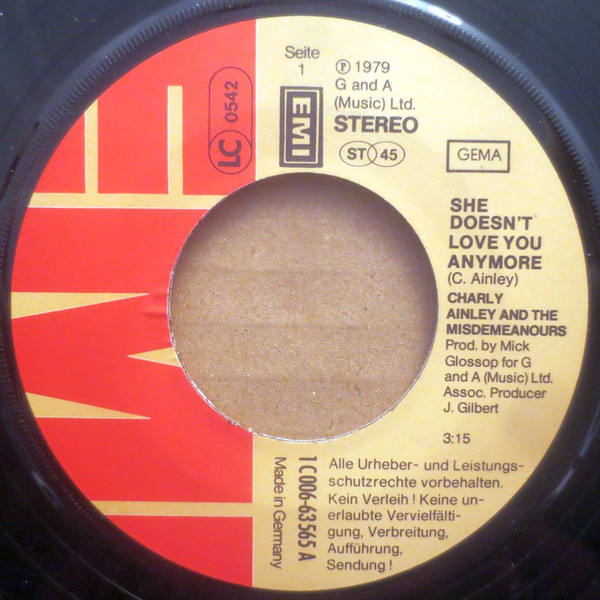 EMI
LC 0542
Seite
1
EMI
℗ 1979
G and A
(Music) Ltd.
STEREO
ST 45
GEMA
SHE
DOESN'T
LOVE YOU
ANYMORE
(C. Ainley)
CHARLY
AINLEY AND THE
MISDEMEANOURS
Prod. by Mick
Glossop for G
and A (Music) Ltd.
Assoc. Producer
J. Gilbert
3:15
1C 006-63565 A
Made in Germany
Alle Urheber- und Leistungs-
schutzrechte vorbehalten.
Kein Verleih! Keine un-
erlaubte Vervielfälti-
gung, Verbreitung,
Aufführung,
Sendung!